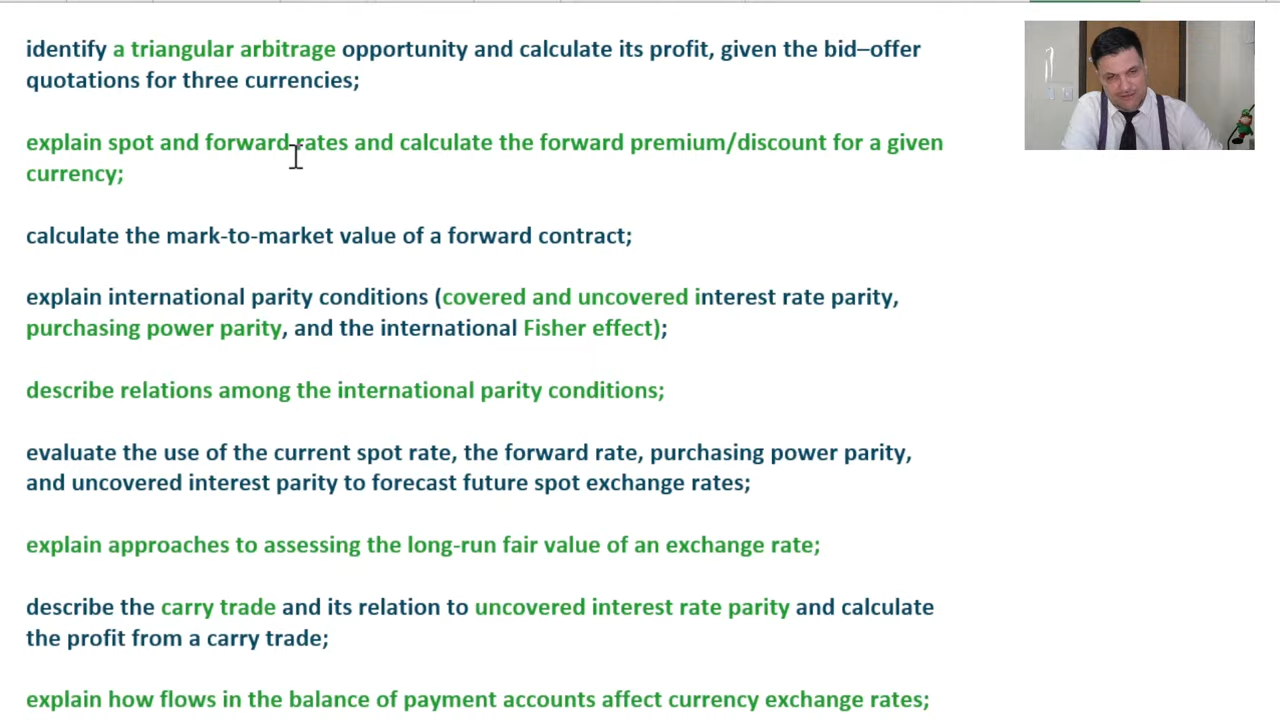 identify a triangular arbitrage opportunity and calculate its profit, given the bid–offer
quotations for three currencies;
explain spot and forward rates and calculate the forward premium/discount for a given
currency;
calculate the mark-to-market value of a forward contract;
explain international parity conditions (covered and uncovered interest rate parity,
purchasing power parity, and the international Fisher effect);
describe relations among the international parity conditions;
evaluate the use of the current spot rate, the forward rate, purchasing power parity,
and uncovered interest parity to forecast future spot exchange rates;
explain approaches to assessing the long-run fair value of an exchange rate;
describe the carry trade and its relation to uncovered interest rate parity and calculate
the profit from a carry trade;
explain how flows in the balance of payment accounts affect currency exchange rates;